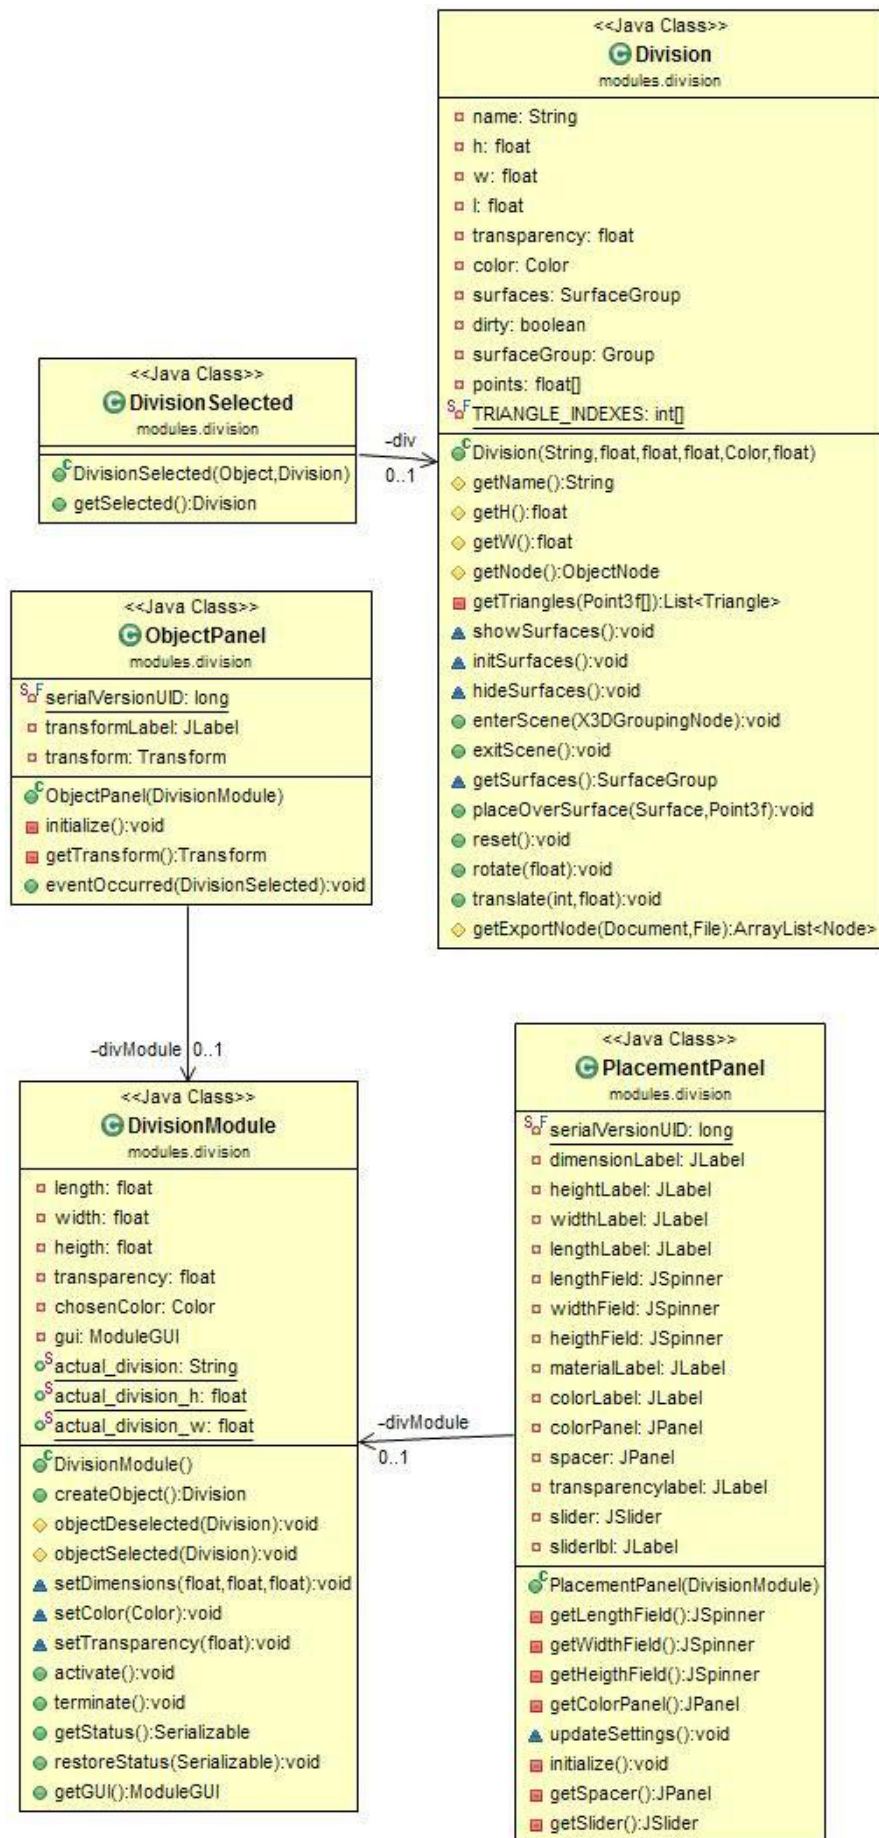 <<Java Class>>
Division
modules.division
name: String
h: float
w: float
l: float
transparency: float
color: Color
surfaces: SurfaceGroup
dirty: boolean
surfaceGroup: Group
points: float[]
S F TRIANGLE_INDEXES: int[]
C Division(String,float,float,float,Color,float)
getName():String
getH():float
getW():float
getNode():ObjectNode
getTriangles(Point3f[]):List<Triangle>
showSurfaces():void
initSurfaces():void
hideSurfaces():void
enterScene(X3DGroupingNode):void
exitScene():void
getSurfaces():SurfaceGroup
placeOverSurface(Surface,Point3f):void
reset():void
rotate(float):void
translate(int,float):void
getExportNode(Document,File):ArrayList<Node>
<<Java Class>>
DivisionSelected
modules.division
C DivisionSelected(Object,Division)
getSelected():Division
-div
0..1
<<Java Class>>
ObjectPanel
modules.division
S F serialVersionUID: long
transformLabel: JLabel
transform: Transform
C ObjectPanel(DivisionModule)
initialize():void
getTransform():Transform
eventOccurred(DivisionSelected):void
-divModule 0..1
<<Java Class>>
DivisionModule
modules.division
length: float
width: float
heigth: float
transparency: float
chosenColor: Color
gui: ModuleGUI
S actual_division: String
S actual_division_h: float
S actual_division_w: float
C DivisionModule()
createObject():Division
objectDeselected(Division):void
objectSelected(Division):void
setDimensions(float,float,float):void
setColor(Color):void
setTransparency(float):void
activate():void
terminate():void
getStatus():Serializable
restoreStatus(Serializable):void
getGUI():ModuleGUI
-divModule
0..1
<<Java Class>>
PlacementPanel
modules.division
S F serialVersionUID: long
dimensionLabel: JLabel
heightLabel: JLabel
widthLabel: JLabel
lengthLabel: JLabel
lengthField: JSpinner
widthField: JSpinner
heigthField: JSpinner
materialLabel: JLabel
colorLabel: JLabel
colorPanel: JPanel
spacer: JPanel
transparencylabel: JLabel
slider: JSlider
sliderlbl: JLabel
C PlacementPanel(DivisionModule)
getLengthField():JSpinner
getWidthField():JSpinner
getHeigthField():JSpinner
getColorPanel():JPanel
updateSettings():void
initialize():void
getSpacer():JPanel
getSlider():JSlider